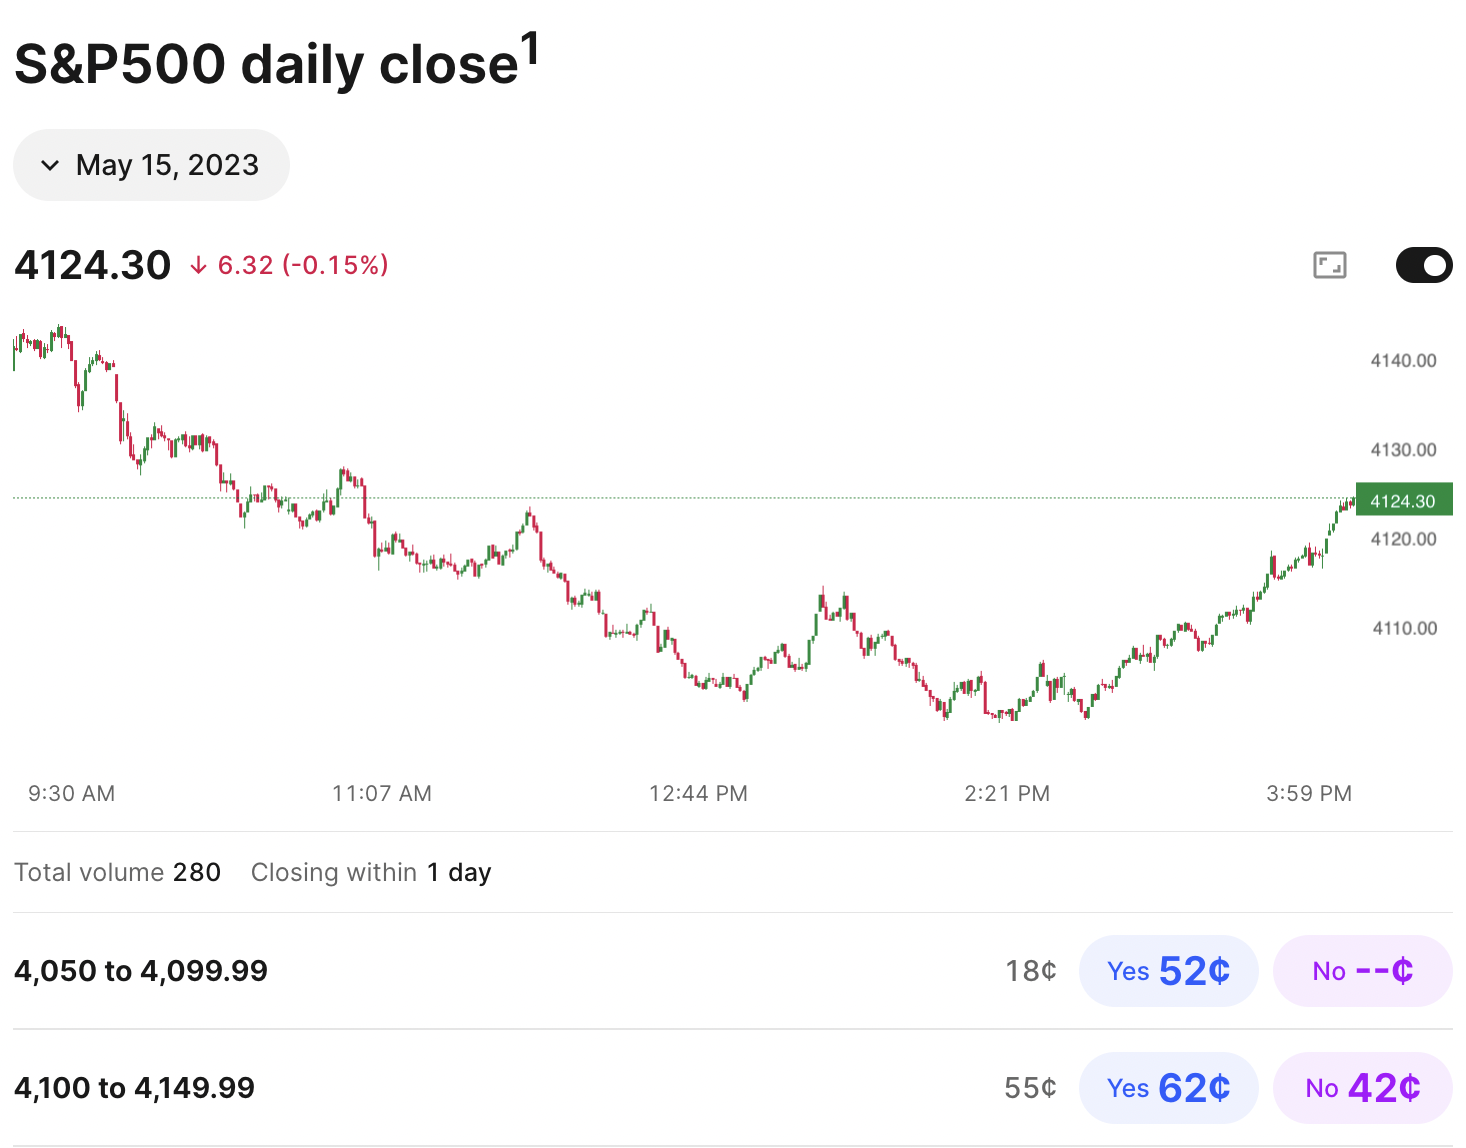 S&P500 daily close1
May 15, 2023
4124.30 ↓ 6.32 (-0.15%)
4140.00
4130.00
4124.30
4120.00
4110.00
9:30 AM 11:07 AM 12:44 PM 2:21 PM 3:59 PM
Total volume 280 Closing within 1 day
4,050 to 4,099.99 18¢ Yes 52¢ No --¢
4,100 to 4,149.99 55¢ Yes 62¢ No 42¢